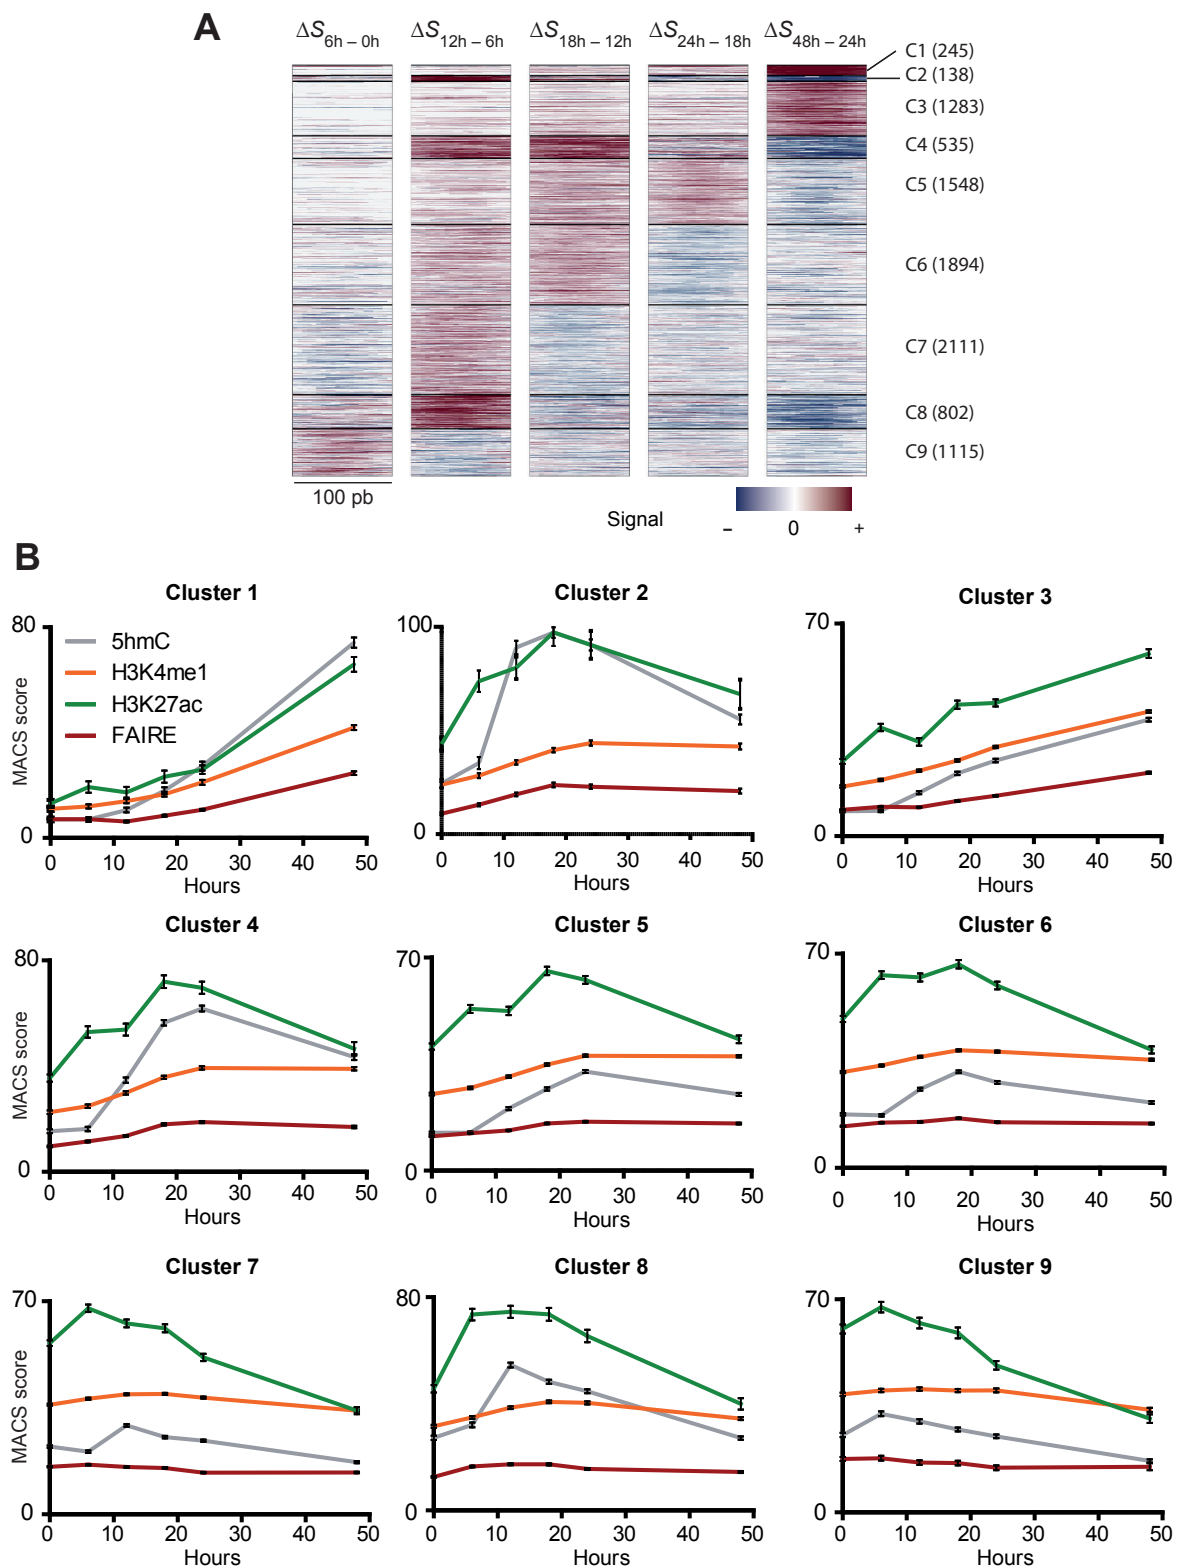 A
ΔS6h – 0h ΔS12h – 6h ΔS18h – 12h ΔS24h – 18h ΔS48h – 24h
C1 (245)
C2 (138)
C3 (1283)
C4 (535)
C5 (1548)
C6 (1894)
C7 (2111)
C8 (802)
C9 (1115)
100 pb
Signal
– 0 +
B
Cluster 1 Cluster 2 Cluster 3
MACS score
80
5hmC
H3K4me1
H3K27ac
FAIRE
0
0 10 20 30 40 50
Hours
100
0
0 10 20 30 40 50
Hours
70
0
0 10 20 30 40 50
Hours
Cluster 4 Cluster 5 Cluster 6
MACS score
80
0
0 10 20 30 40 50
Hours
70
0
0 10 20 30 40 50
Hours
70
0
0 10 20 30 40 50
Hours
Cluster 7 Cluster 8 Cluster 9
MACS score
70
0
0 10 20 30 40 50
Hours
80
0
0 10 20 30 40 50
Hours
70
0
0 10 20 30 40 50
Hours